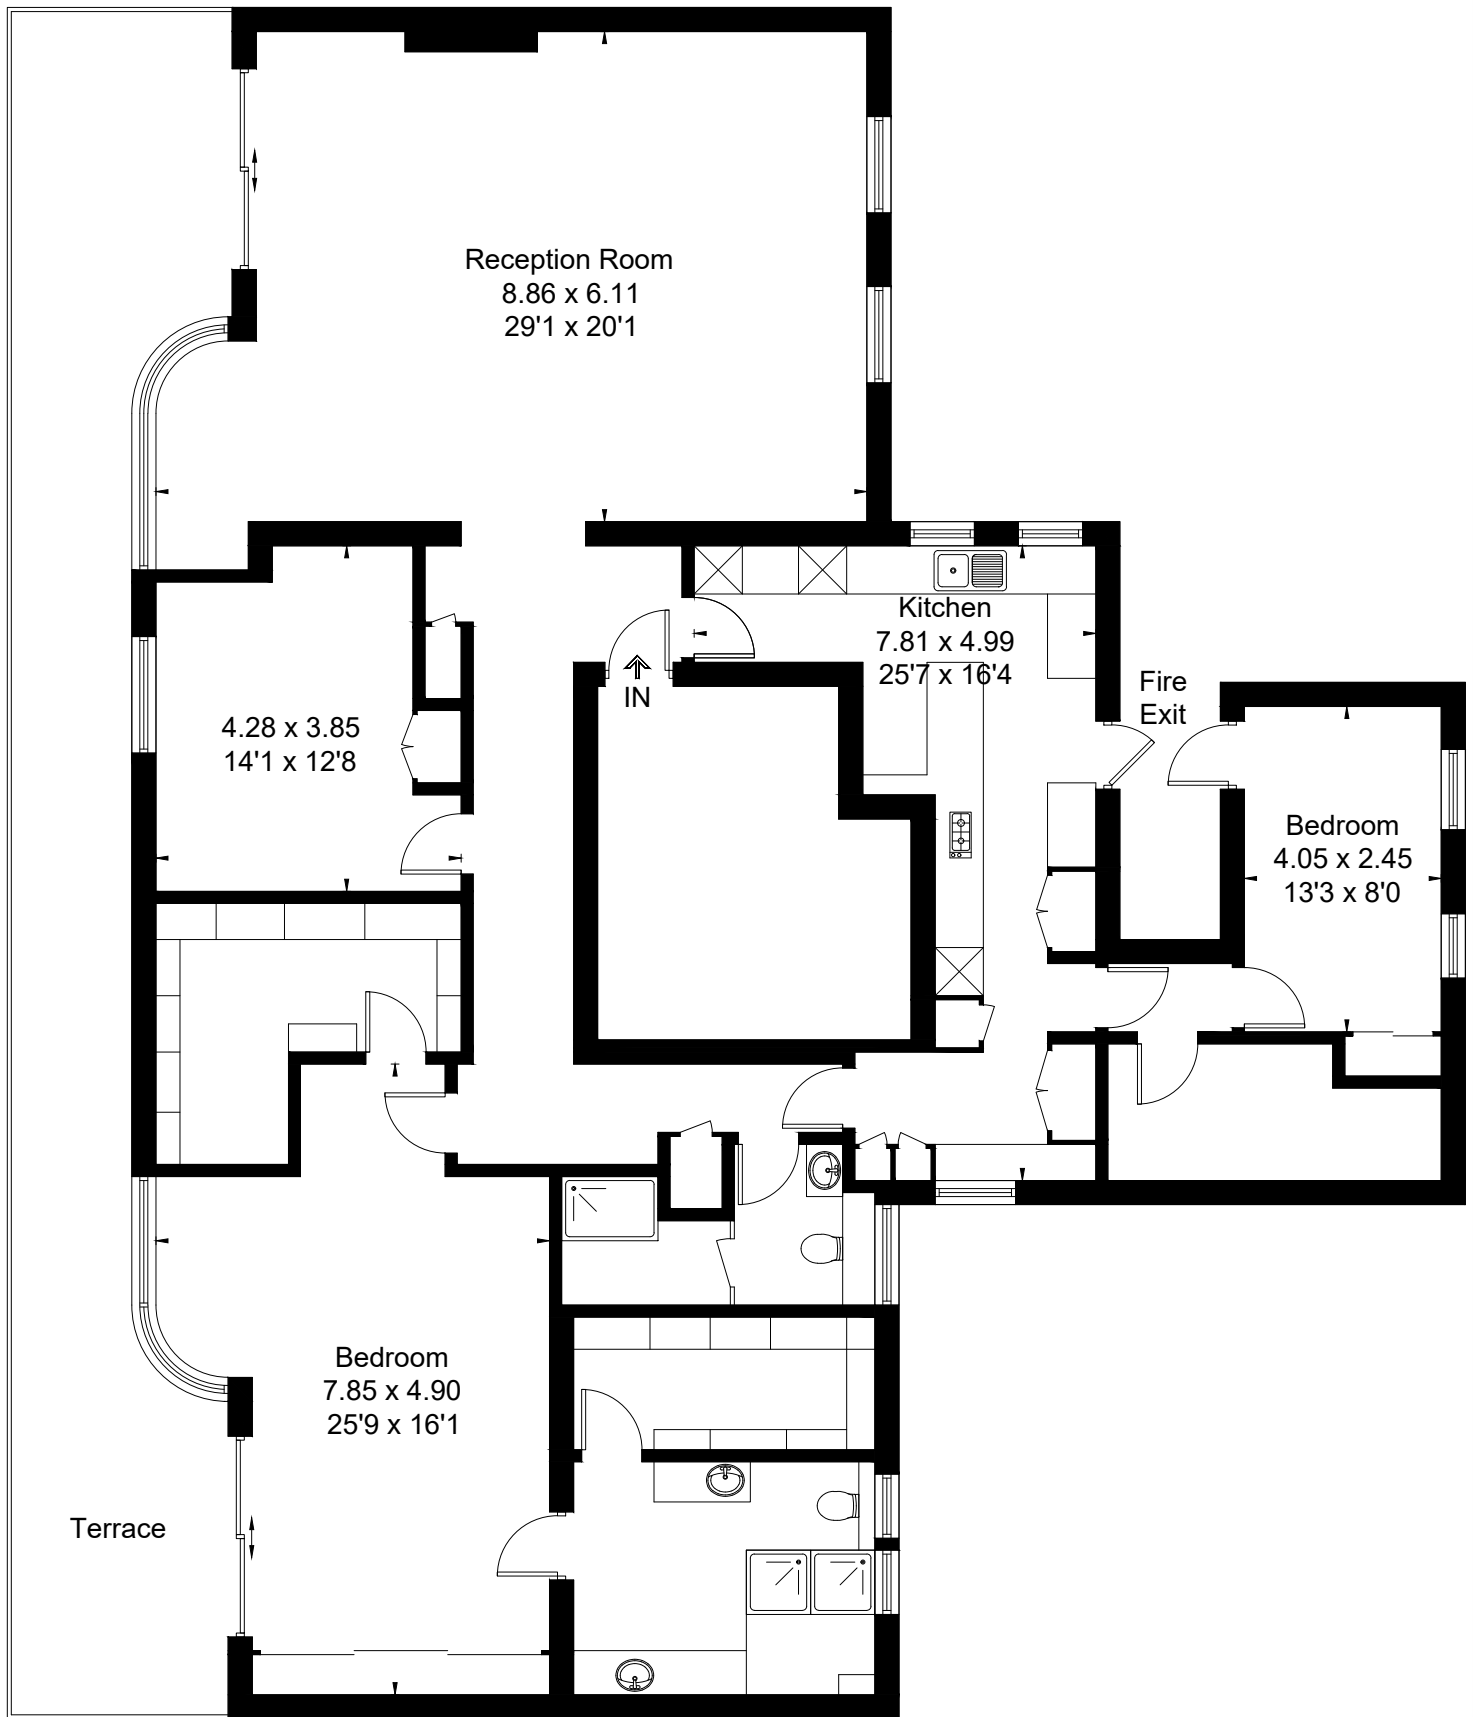 Reception Room
8.86 x 6.11
29'1 x 20'1
Kitchen
7.81 x 4.99
25'7 x 16'4
IN
Fire
Exit
4.28 x 3.85
14'1 x 12'8
Bedroom
4.05 x 2.45
13'3 x 8'0
Bedroom
7.85 x 4.90
25'9 x 16'1
Terrace